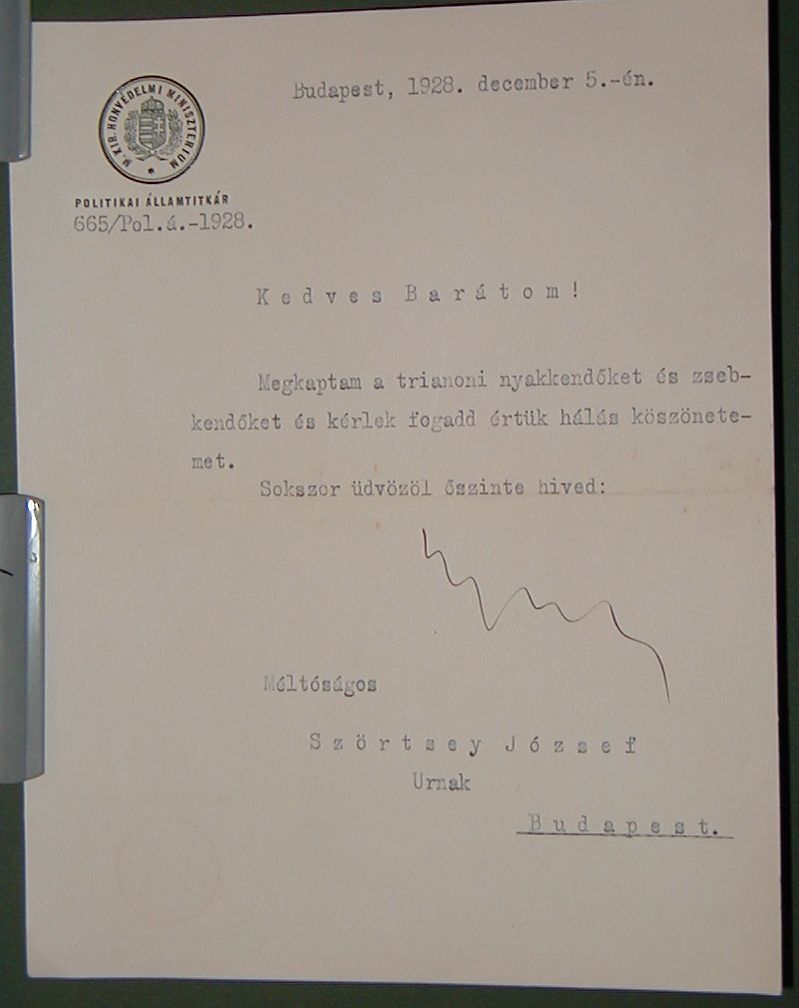 Budapest, 1928. december 5.-én.
M. KIR. HONVÉDELMI MINISZTERIUM
POLITIKAI ÁLLAMTITKÁR
665/Pol.á.-1928.
Kedves Barátom!
Megkaptam a trianoni nyakkendőket és zseb-
kendőket és kérlek fogadd értük hálás köszönete-
met.
Sokszor üdvözöl őszinte hived:
Méltóságos
Szörtsey József
Urnak
Budapest.